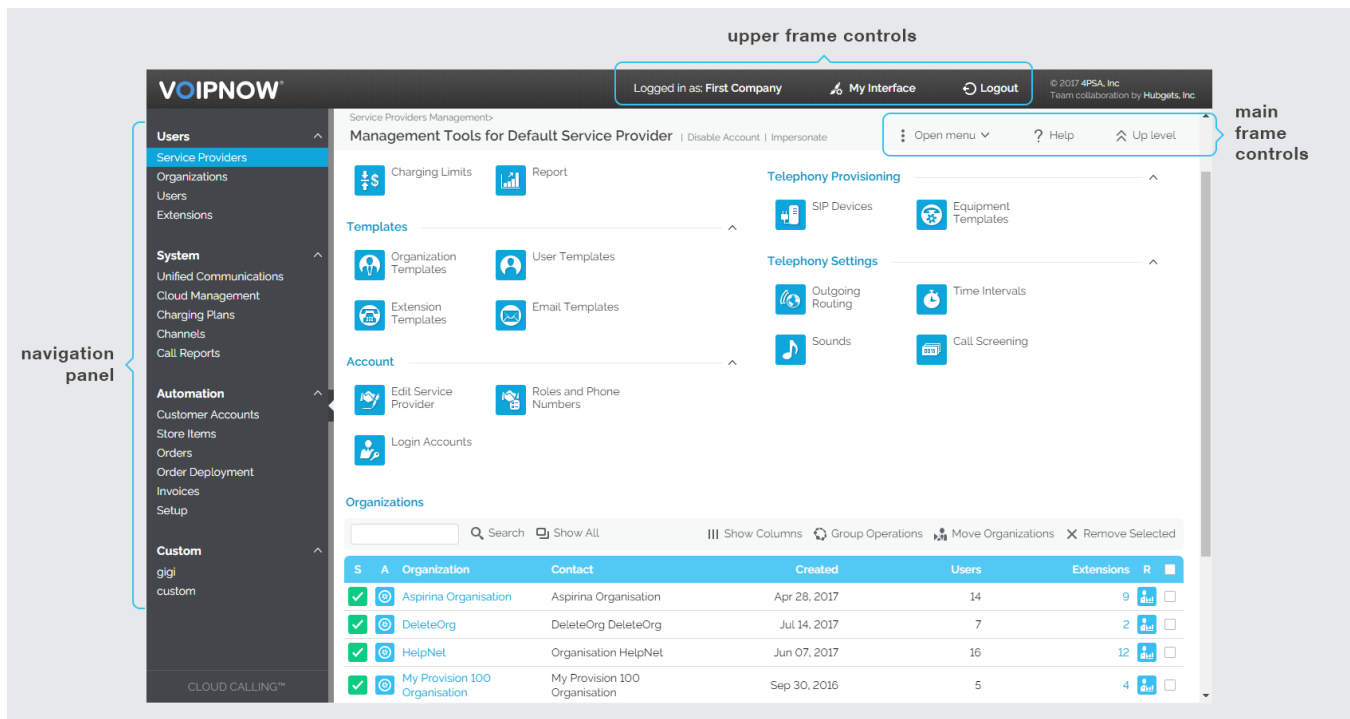 upper frame controls
VOIPNOW®
Logged in as: First Company
My Interface
Logout
© 2017 4PSA, Inc
Team collaboration by Hubgets, Inc.
main
frame
controls
navigation
panel
Users
Service Providers
Organizations
Users
Extensions
System
Unified Communications
Cloud Management
Charging Plans
Channels
Call Reports
Automation
Customer Accounts
Store Items
Orders
Order Deployment
Invoices
Setup
Custom
gigi
custom
CLOUD CALLING™
Service Providers Management>
Management Tools for Default Service Provider | Disable Account | Impersonate
Open menu
? Help
Up level
Charging Limits
Report
Templates
Organization
Templates
User Templates
Extension
Templates
Email Templates
Account
Edit Service
Provider
Roles and Phone
Numbers
Login Accounts
Telephony Provisioning
SIP Devices
Equipment
Templates
Telephony Settings
Outgoing
Routing
Time Intervals
Sounds
Call Screening
Organizations
Search Show All Show Columns Group Operations Move Organizations Remove Selected
S A Organization Contact Created Users Extensions R
Aspirina Organisation Aspirina Organisation Apr 28, 2017 14 9
DeleteOrg DeleteOrg DeleteOrg Jul 14, 2017 7 2
HelpNet Organisation HelpNet Jun 07, 2017 16 12
My Provision 100
Organisation
My Provision 100
Organisation
Sep 30, 2016 5 4